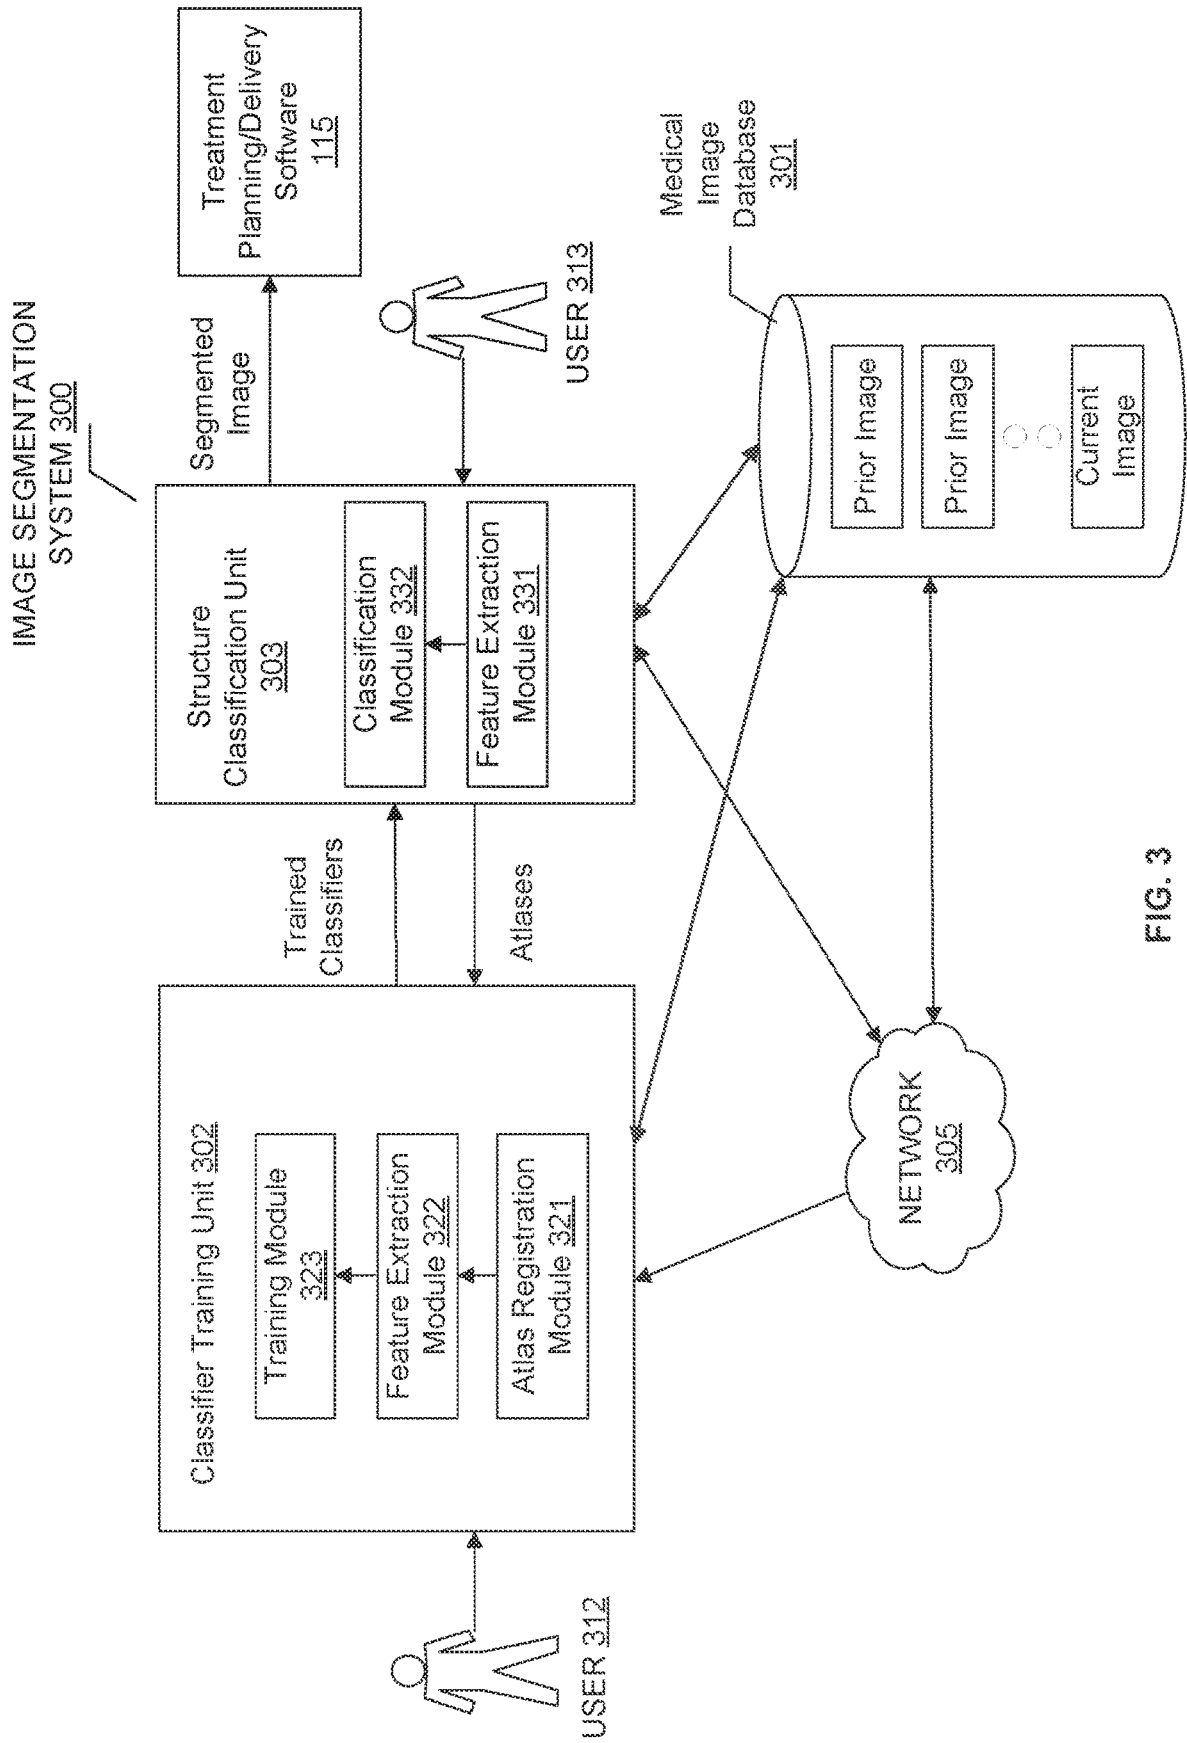 IMAGE SEGMENTATION
SYSTEM 300
Classifier Training Unit 302
Training Module
323
Feature Extraction
Module 322
Atlas Registration
Module 321
USER 312
Trained
Classifiers
Atlases
Structure
Classification Unit
303
Classification
Module 332
Feature Extraction
Module 331
Segmented
Image
Treatment
Planning/Delivery
Software
115
USER 313
Medical
Image
Database
301
Prior Image
Prior Image
Current
Image
NETWORK
305
FIG. 3